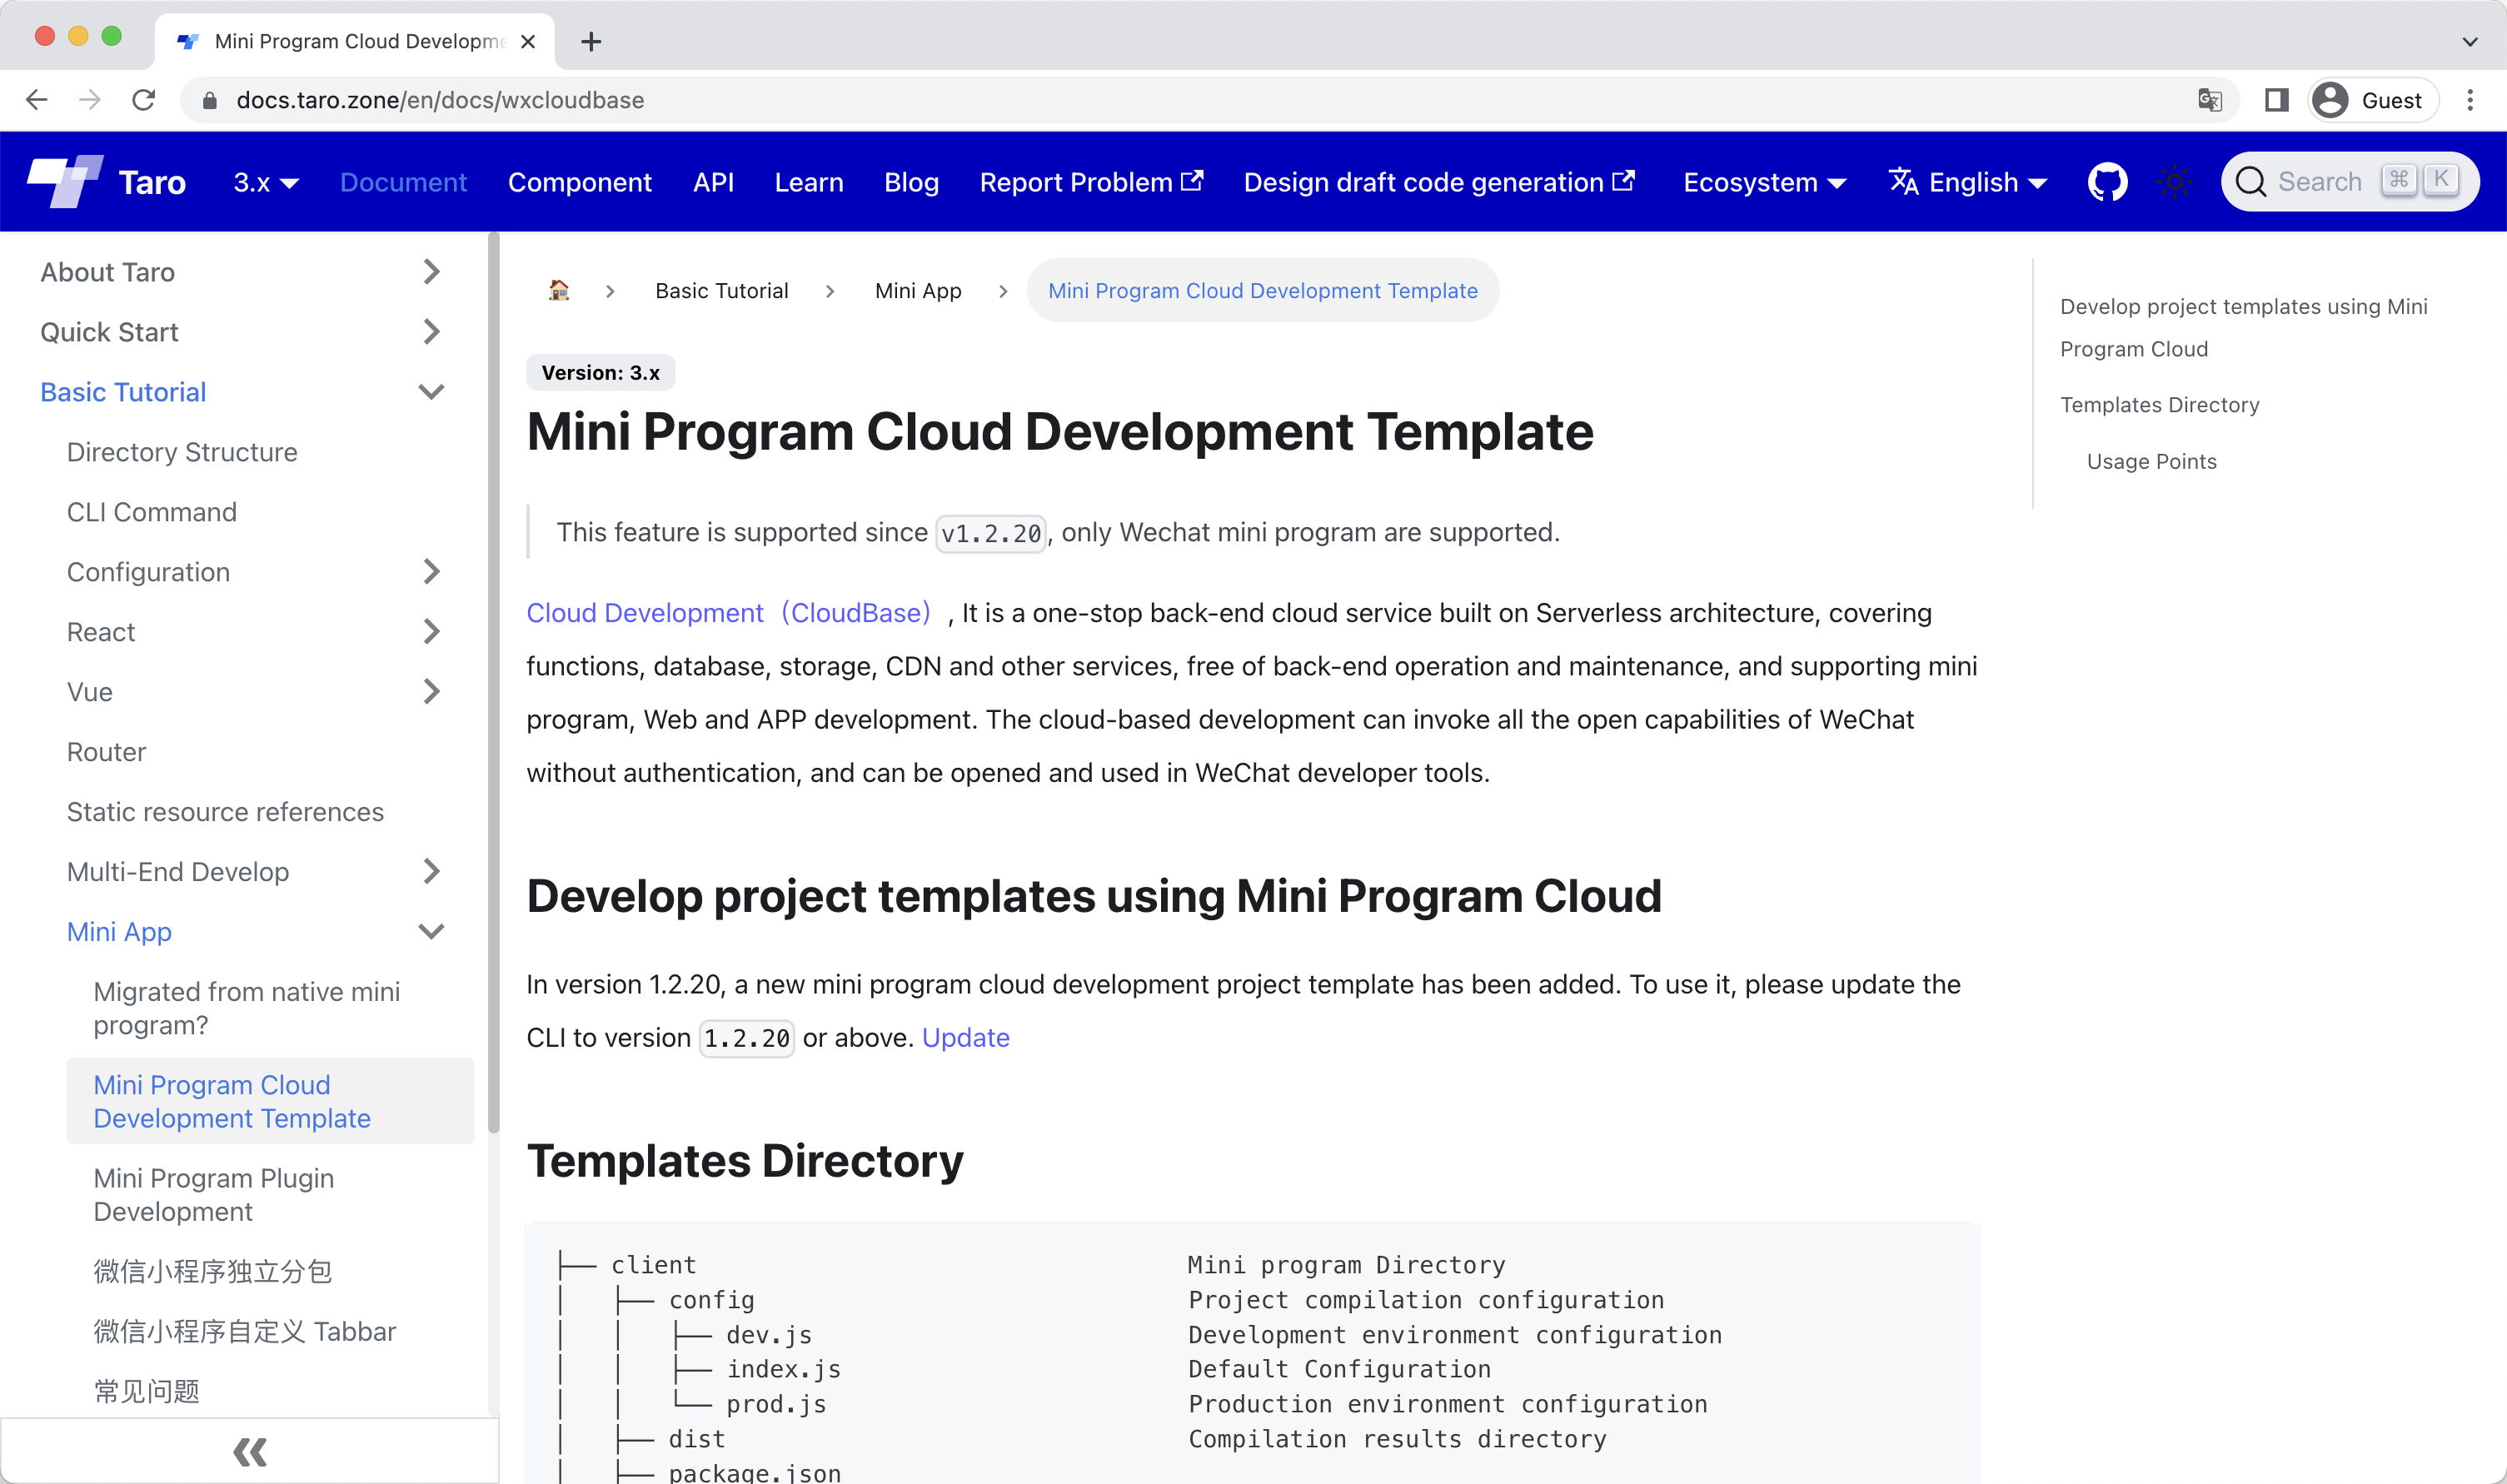 Mini Program Cloud Developme
docs.taro.zone/en/docs/wxcloudbase
Guest
Taro
3.x
Document
Component
API
Learn
Blog
Report Problem
Design draft code generation
Ecosystem
English
Search
⌘
K
About Taro
Quick Start
Basic Tutorial
Directory Structure
CLI Command
Configuration
React
Vue
Router
Static resource references
Multi-End Develop
Mini App
Migrated from native mini
program?
Mini Program Cloud
Development Template
Mini Program Plugin
Development
微信小程序独立分包
微信小程序自定义 Tabbar
常见问题
Basic Tutorial
Mini App
Mini Program Cloud Development Template
Version: 3.x
Mini Program Cloud Development Template
This feature is supported since v1.2.20, only Wechat mini program are supported.
Cloud Development（CloudBase）, It is a one-stop back-end cloud service built on Serverless architecture, covering
functions, database, storage, CDN and other services, free of back-end operation and maintenance, and supporting mini
program, Web and APP development. The cloud-based development can invoke all the open capabilities of WeChat
without authentication, and can be opened and used in WeChat developer tools.
Develop project templates using Mini Program Cloud
In version 1.2.20, a new mini program cloud development project template has been added. To use it, please update the
CLI to version 1.2.20 or above. Update
Templates Directory
├── client Mini program Directory
│ ├── config Project compilation configuration
│ │ ├── dev.js Development environment configuration
│ │ ├── index.js Default Configuration
│ │ └── prod.js Production environment configuration
│ ├── dist Compilation results directory
│ ├── package.json
Develop project templates using Mini
Program Cloud
Templates Directory
Usage Points